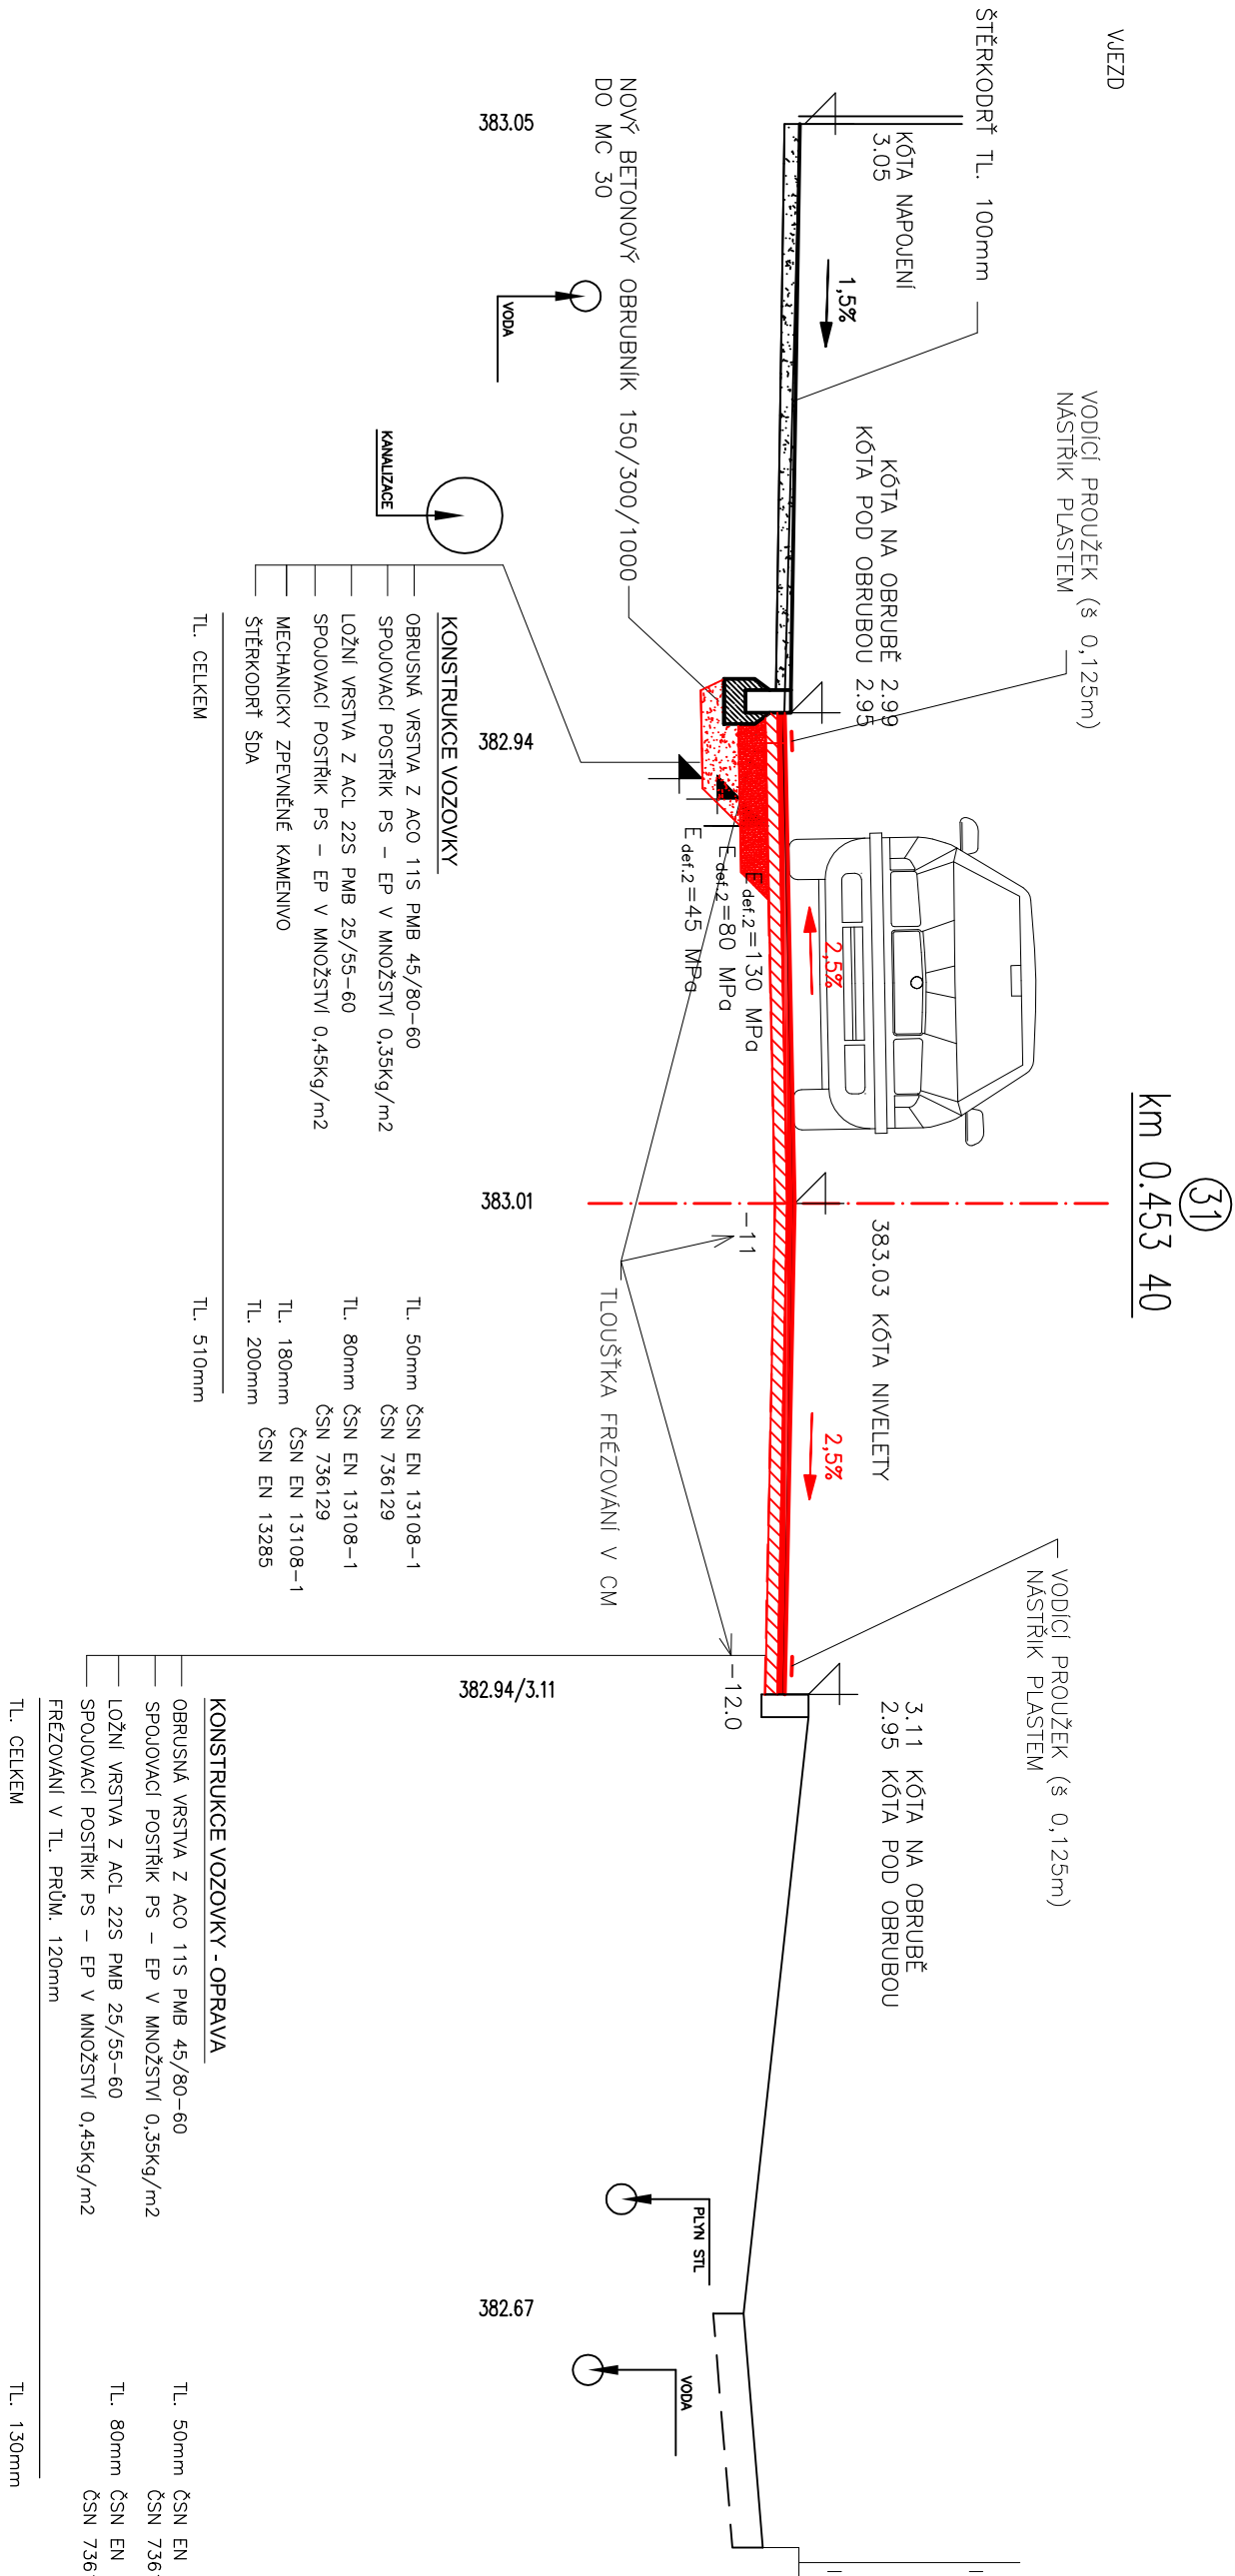 31
km 0.453 40
VJEZD
ŠTĚRKODRŤ TL. 100mm
KÓTA NAPOJENÍ
3.05
1,5%
VODÍCÍ PROUŽEK (š 0,125m)
NÁSTŘIK PLASTEM
KÓTA NA OBRUBĚ 2.99
KÓTA POD OBRUBOU 2.95
2,5%
383.03 KÓTA NIVELETY
2,5%
VODÍCÍ PROUŽEK (š 0,125m)
NÁSTŘIK PLASTEM
3.11 KÓTA NA OBRUBĚ
2.95 KÓTA POD OBRUBOU
NOVÝ BETONOVÝ OBRUBNÍK 150/300/1000
DO MC 30
E def.2=130 MPa
E def.2=80 MPa
E def.2=45 MPa
-11
-12.0
TLOUŠŤKA FRÉZOVÁNÍ V CM
VODA
KANALIZACE
PLYN STL
VODA
383.05
382.94
383.01
382.94/3.11
382.67
KONSTRUKCE VOZOVKY
OBRUSNÁ VRSTVA Z ACO 11S PMB 45/80-60 TL. 50mm ČSN EN 13108-1
SPOJOVACÍ POSTŘIK PS - EP V MNOŽSTVÍ 0,35Kg/m2 ČSN 736129
LOŽNÍ VRSTVA Z ACL 22S PMB 25/55-60 TL. 80mm ČSN EN 13108-1
SPOJOVACÍ POSTŘIK PS - EP V MNOŽSTVÍ 0,45Kg/m2 ČSN 736129
MECHANICKY ZPEVNĚNÉ KAMENIVO TL. 180mm ČSN EN 13108-1
ŠTĚRKODRŤ ŠDA TL. 200mm ČSN EN 13285
TL. CELKEM TL. 510mm
KONSTRUKCE VOZOVKY - OPRAVA
OBRUSNÁ VRSTVA Z ACO 11S PMB 45/80-60 TL. 50mm ČSN EN
SPOJOVACÍ POSTŘIK PS - EP V MNOŽSTVÍ 0,35Kg/m2 ČSN 736
LOŽNÍ VRSTVA Z ACL 22S PMB 25/55-60 TL. 80mm ČSN EN
SPOJOVACÍ POSTŘIK PS - EP V MNOŽSTVÍ 0,45Kg/m2 ČSN 736
FRÉZOVÁNÍ V TL. PRŮM. 120mm
TL. CELKEM TL. 130mm